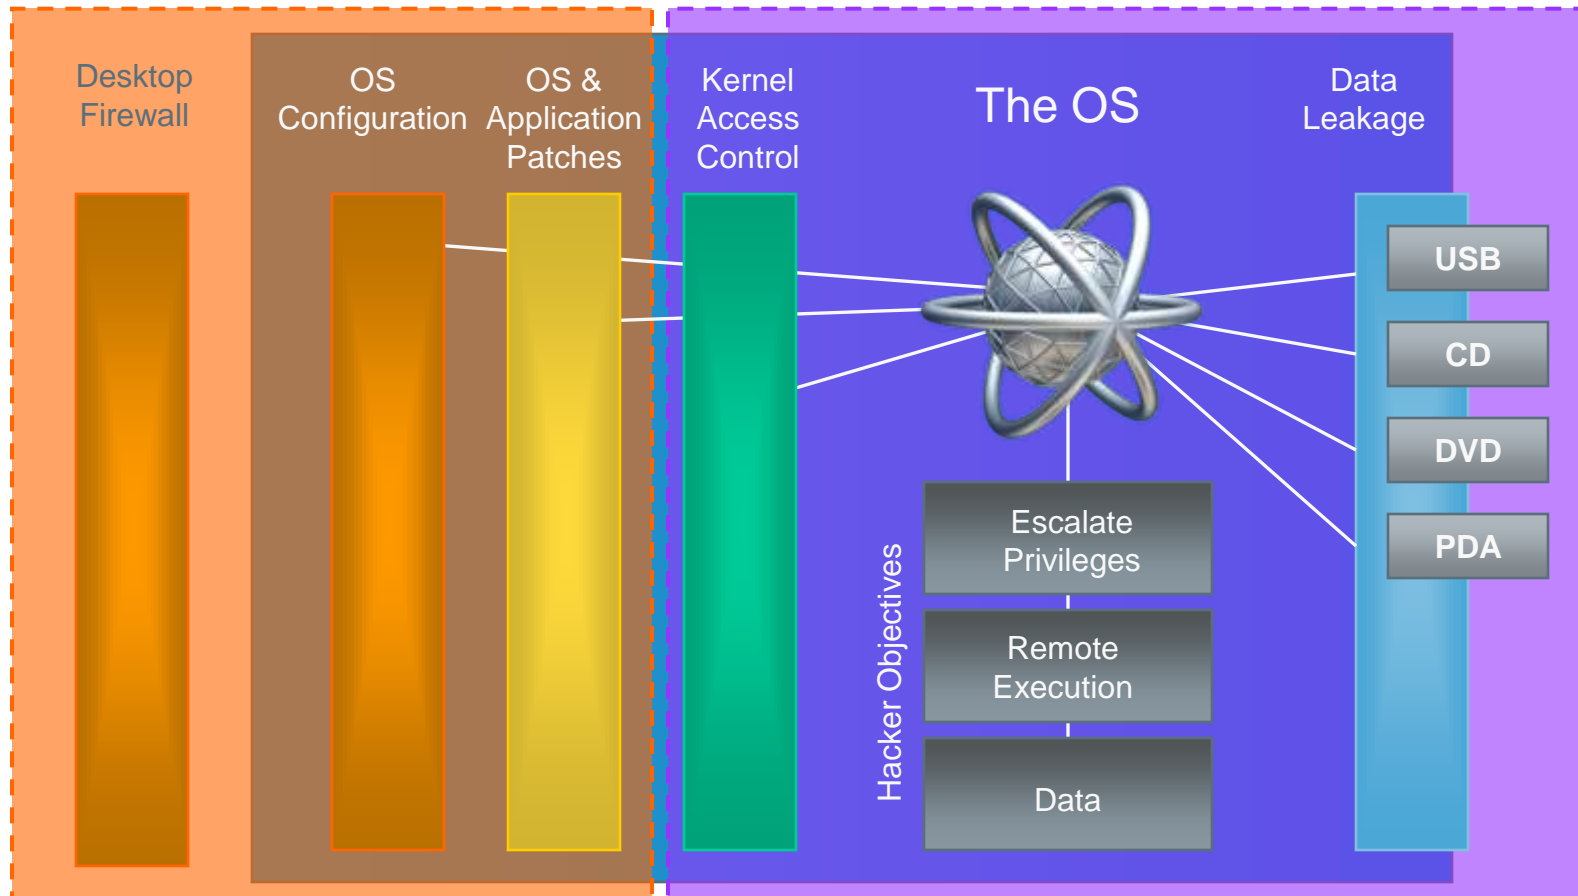 Desktop
Firewall
OS
Configuration
OS &
Application
Patches
Kernel
Access
Control
The OS
Data
Leakage
USB
CD
DVD
PDA
Hacker Objectives
Escalate
Privileges
Remote
Execution
Data